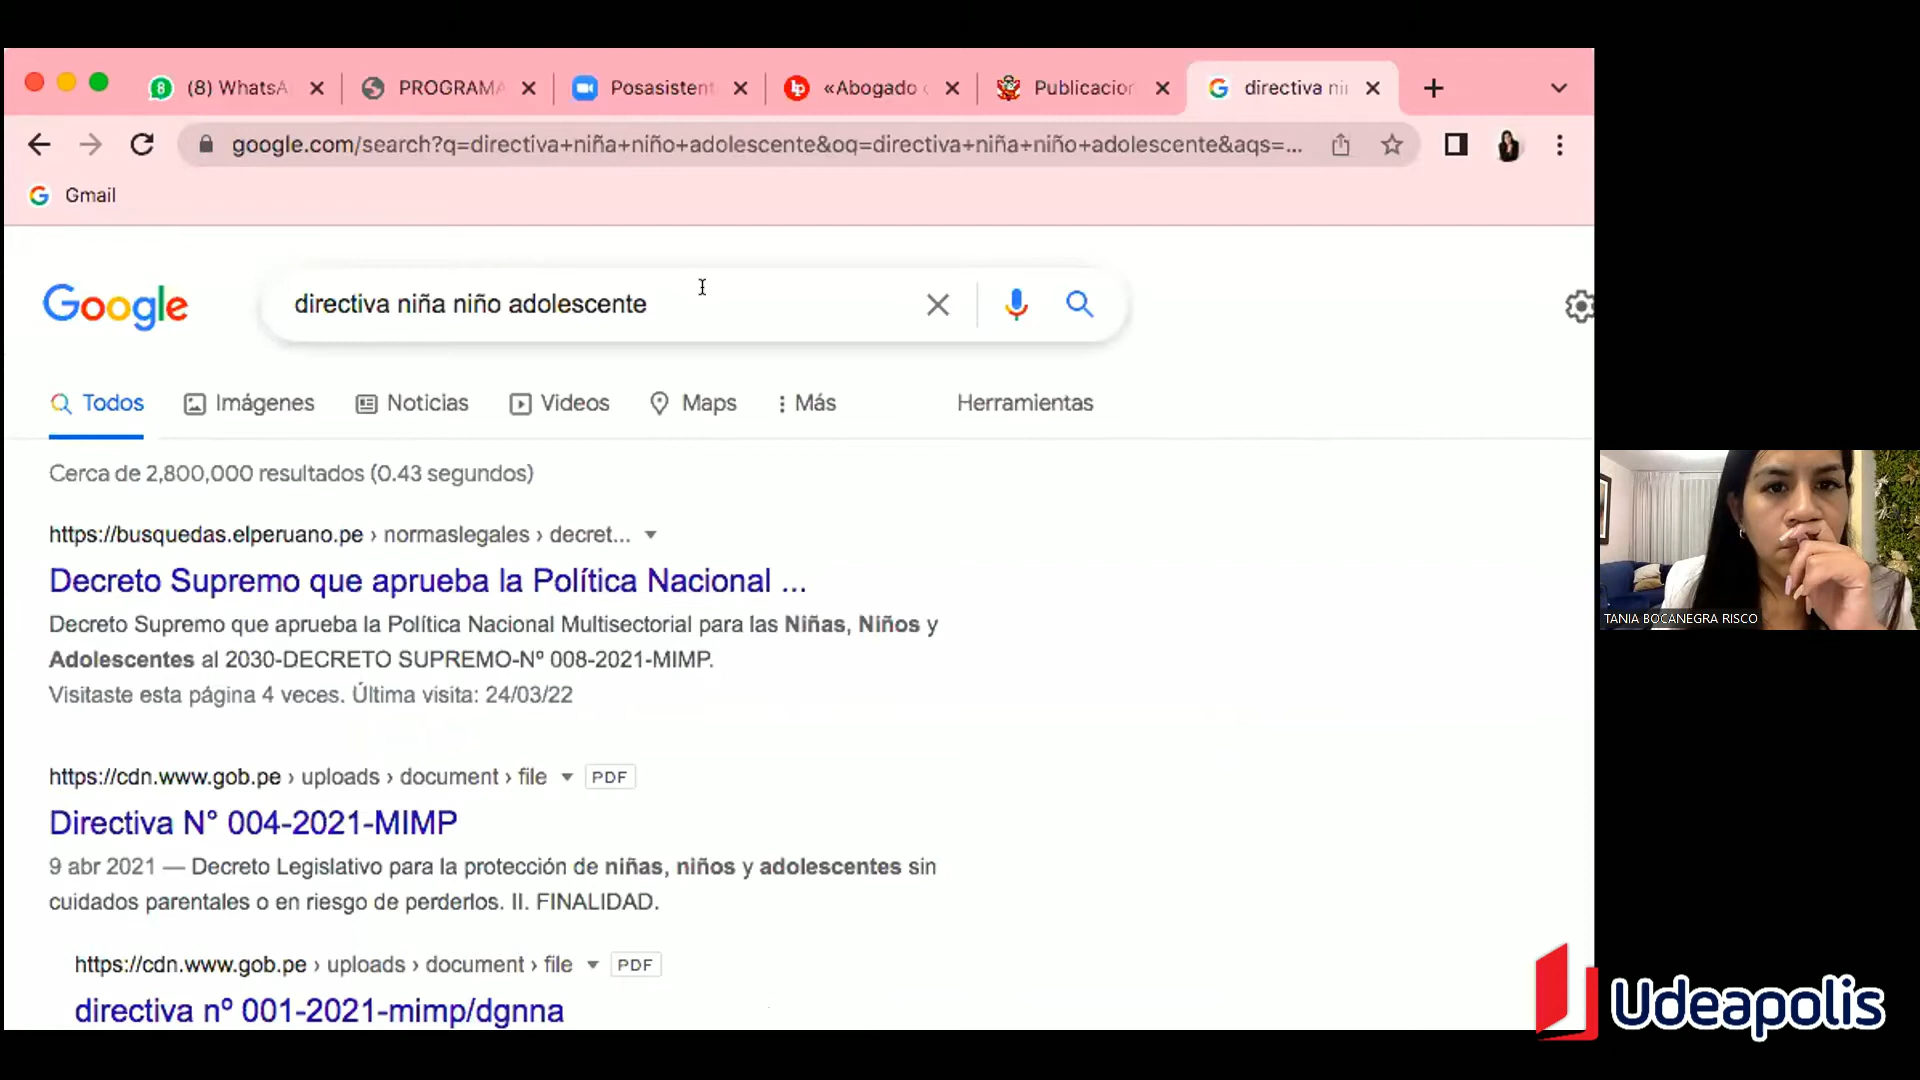 (8) WhatsA
PROGRAMA
Posasistent
«Abogado
Publicacion
directiva ni
google.com/search?q=directiva+niña+niño+adolescente&oq=directiva+niña+niño+adolescente&aqs=...
Gmail
Google
directiva niña niño adolescente
Todos
Imágenes
Noticias
Videos
Maps
Más
Herramientas
Cerca de 2,800,000 resultados (0.43 segundos)
https://busquedas.elperuano.pe › normaslegales › decret...
Decreto Supremo que aprueba la Política Nacional ...
Decreto Supremo que aprueba la Política Nacional Multisectorial para las Niñas, Niños y
Adolescentes al 2030-DECRETO SUPREMO-Nº 008-2021-MIMP.
Visitaste esta página 4 veces. Última visita: 24/03/22
https://cdn.www.gob.pe › uploads › document › file PDF
Directiva N° 004-2021-MIMP
9 abr 2021 — Decreto Legislativo para la protección de niñas, niños y adolescentes sin
cuidados parentales o en riesgo de perderlos. II. FINALIDAD.
https://cdn.www.gob.pe › uploads › document › file PDF
directiva nº 001-2021-mimp/dgnna
TANIA BOCANEGRA RISCO
Udeapolis